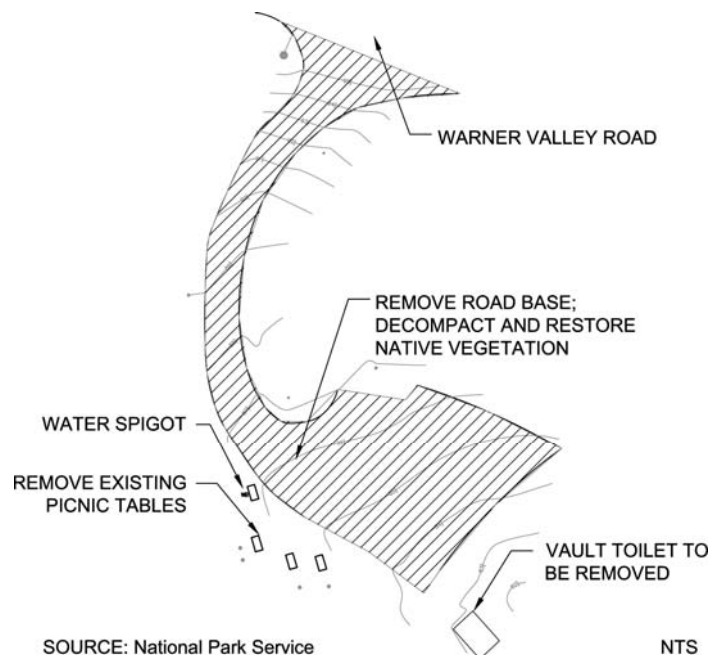 WARNER VALLEY ROAD
REMOVE ROAD BASE;
DECOMPACT AND RESTORE
NATIVE VEGETATION
WATER SPIGOT
REMOVE EXISTING
PICNIC TABLES
VAULT TOILET TO
BE REMOVED
SOURCE: National Park Service
NTS